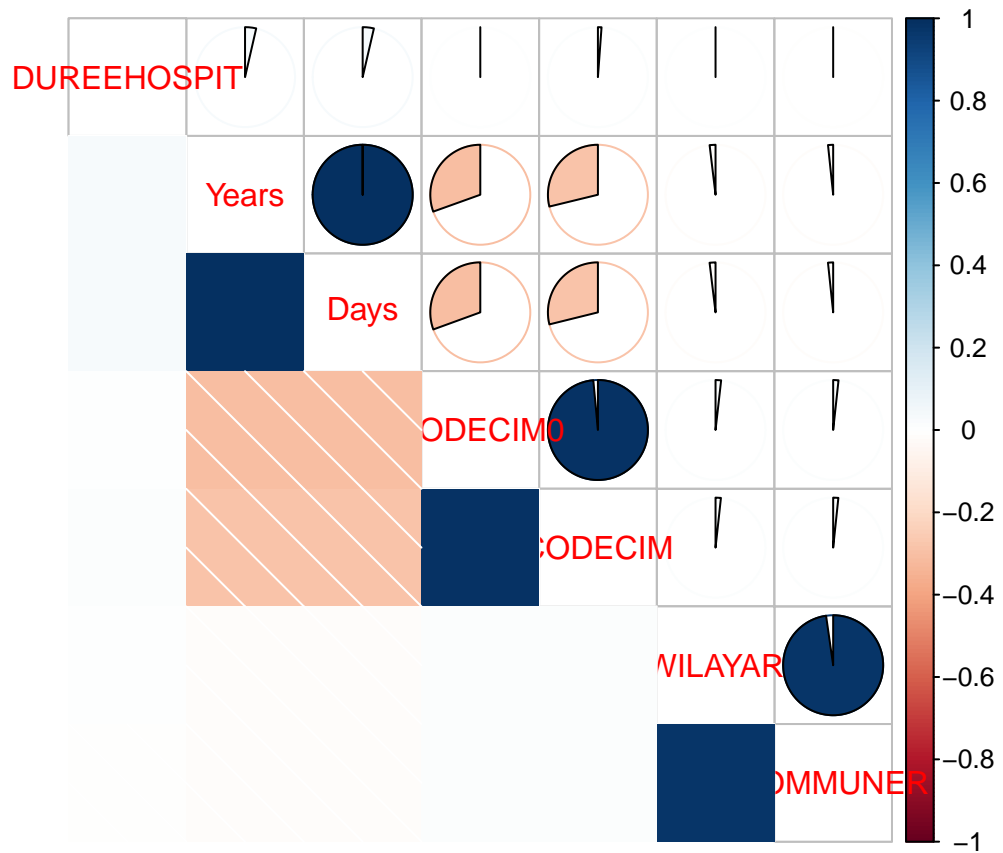 DUREEHOSPIT
Years
Days
ODECIM0
CODECIM
WILAYAR
OMMUNER
1
0.8
0.6
0.4
0.2
0
−0.2
−0.4
−0.6
−0.8
−1